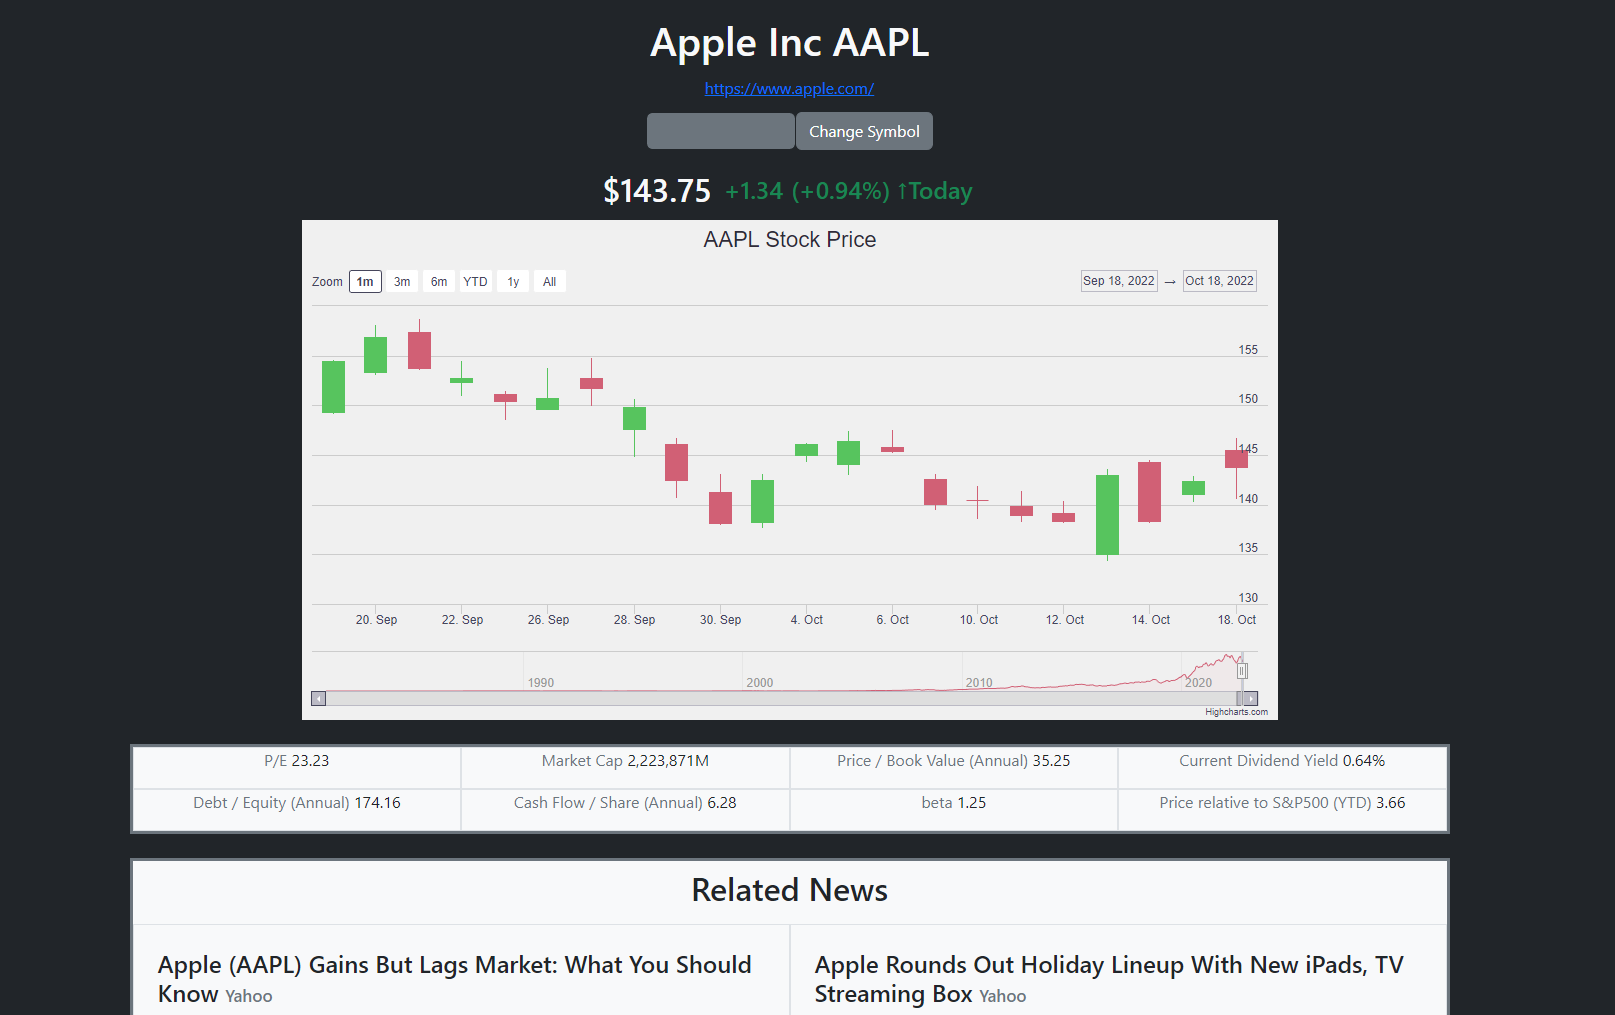 Apple Inc AAPL
https://www.apple.com/
Change Symbol
$143.75 +1.34 (+0.94%) ↑Today
AAPL Stock Price
Zoom 1m 3m 6m YTD 1y All Sep 18, 2022 → Oct 18, 2022
155
150
145
140
135
130
20. Sep 22. Sep 26. Sep 28. Sep 30. Sep 4. Oct 6. Oct 10. Oct 12. Oct 14. Oct 18. Oct
1990 2000 2010 2020
Highcharts.com
P/E 23.23 Market Cap 2,223,871M Price / Book Value (Annual) 35.25 Current Dividend Yield 0.64%
Debt / Equity (Annual) 174.16 Cash Flow / Share (Annual) 6.28 beta 1.25 Price relative to S&P500 (YTD) 3.66
Related News
Apple (AAPL) Gains But Lags Market: What You Should
Know Yahoo
Apple Rounds Out Holiday Lineup With New iPads, TV
Streaming Box Yahoo